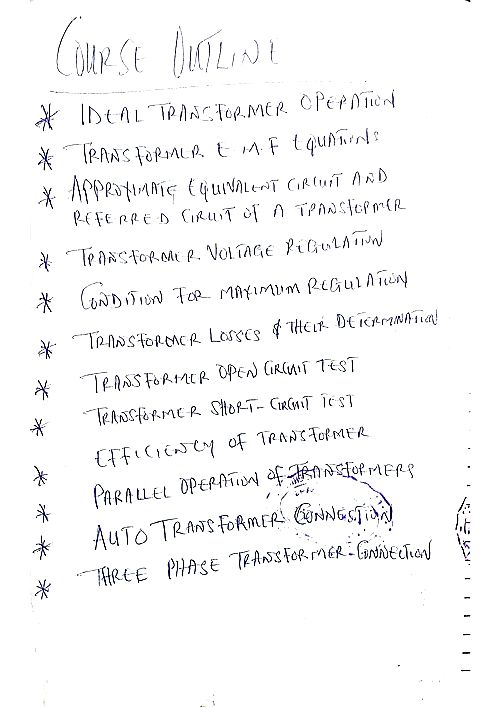 COURSE OUTLINE
* IDEAL TRANSFORMER OPERATION
* TRANSFORMER E M.F EQUATIONS
* APPROXIMATE EQUIVALENT CIRCUIT AND
REFERRED CIRUIT OF A TRANSFORMER
* TRANSFORMER VOLTAGE REGULATION
* CONDITION FOR MAXIMUM REGULATION
* TRANSFORMER LOSSES & THEIR DETERMINATION
* TRANSFORMER OPEN CIRCUIT TEST
* TRANSFORMER SHORT-CIRCUIT TEST
EFFICIENCY OF TRANSFORMER
* PARALLEL OPERATION OF TRANSFORMERS
* AUTO TRANSFORMER CONNECTION
* THREE PHASE TRANSFORMER-CONNECTION